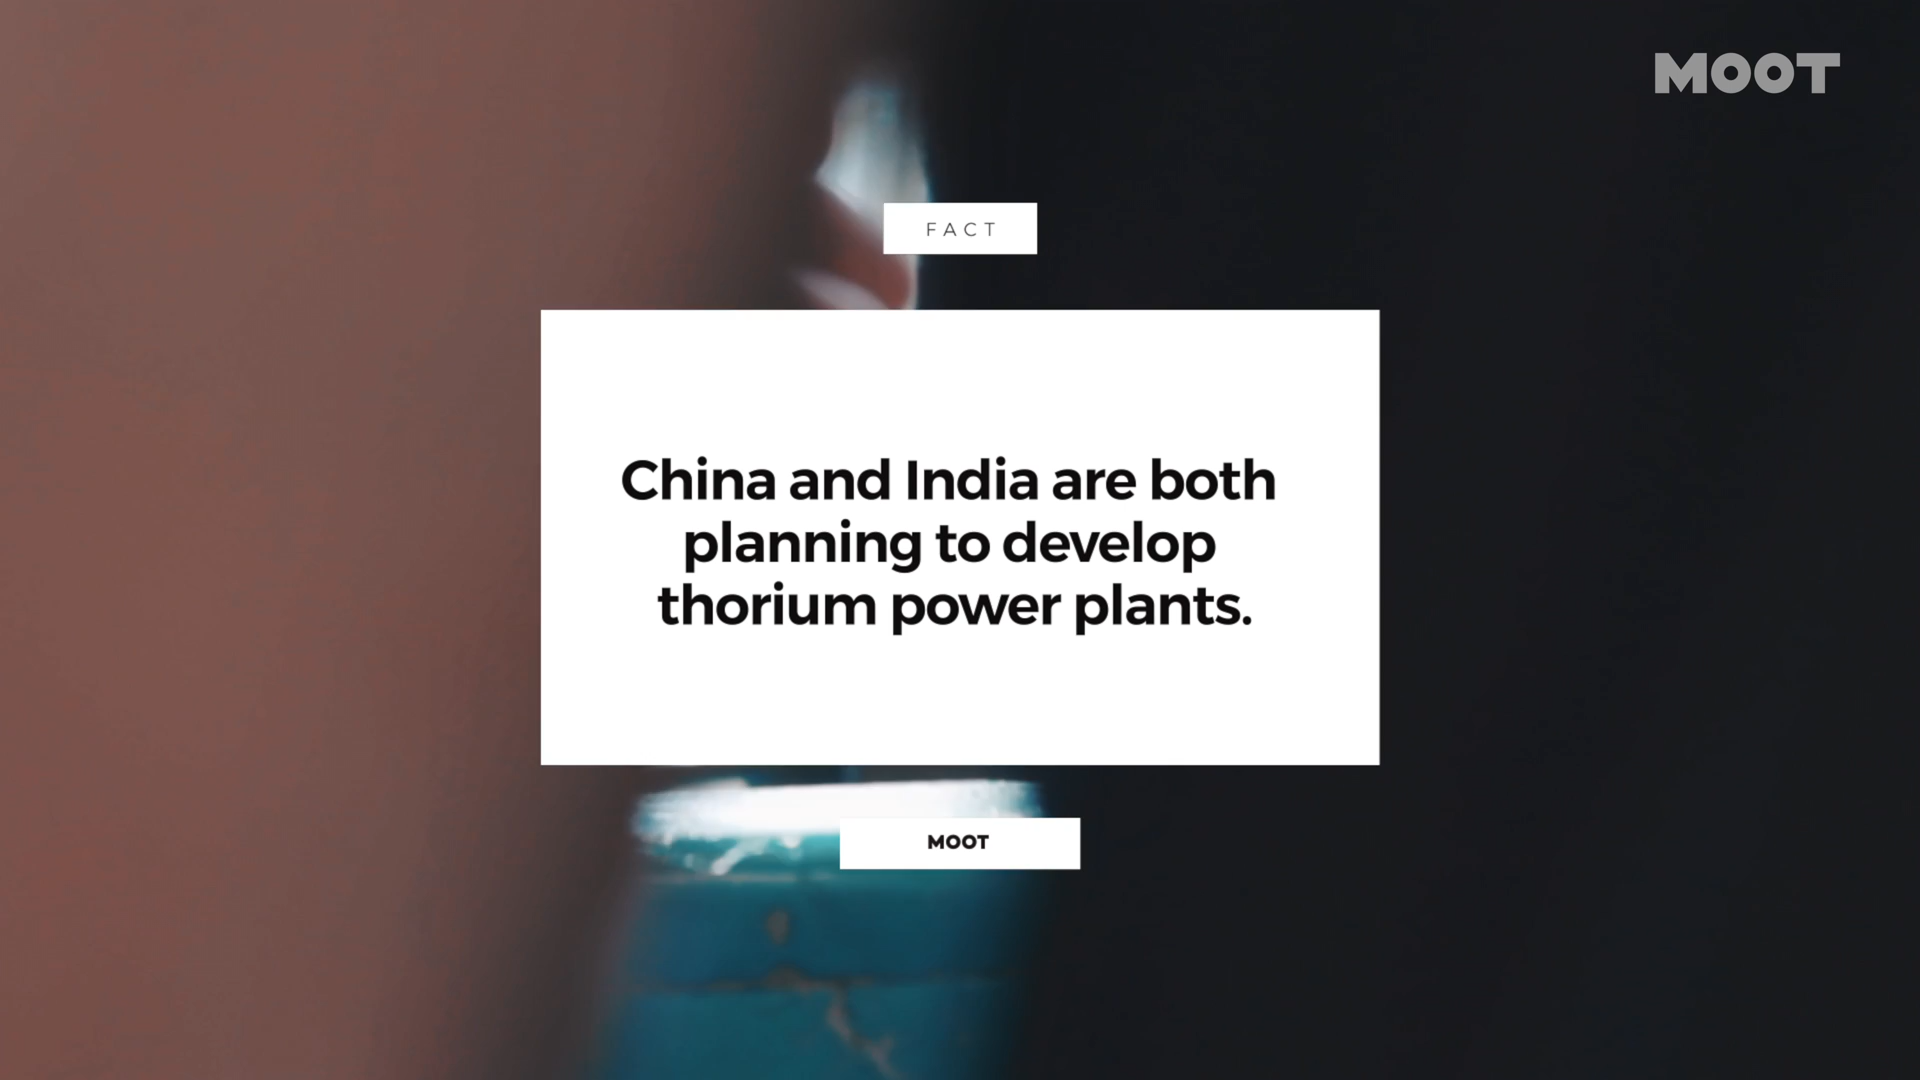 MOOT
FACT
China and India are both
planning to develop
thorium power plants.
MOOT